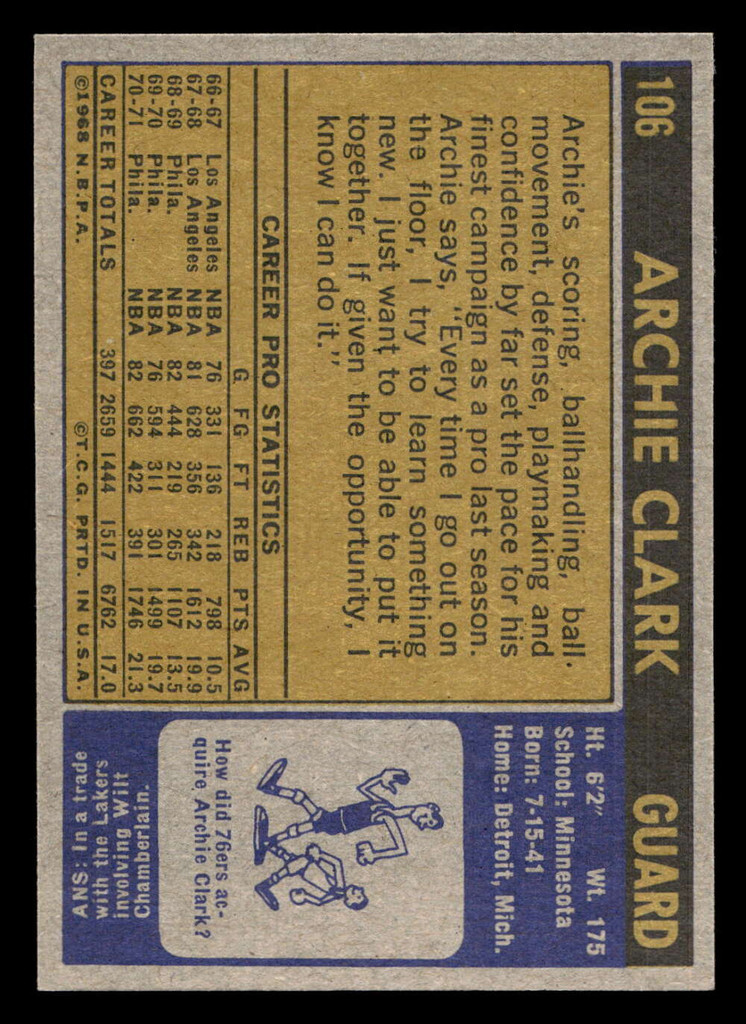 106 ARCHIE CLARK GUARD
Archie's scoring, ballhandling, ball-
movement, defense, playmaking and
confidence by far set the pace for his
finest campaign as a pro last season.
Archie says, "Every time I go out on
the floor, I try to learn something
new. I just want to be able to put it
together. If given the opportunity, I
know I can do it."
CAREER PRO STATISTICS
G FG FT REB PTS AVG
66-67 Los Angeles NBA 76 331 136 218 798 10.5
67-68 Los Angeles NBA 81 628 356 342 1612 19.9
68-69 Phila. NBA 82 444 219 265 1107 13.5
69-70 Phila. NBA 76 594 311 301 1499 19.7
70-71 Phila. NBA 82 662 422 391 1746 21.3
CAREER TOTALS 397 2659 1444 1517 6762 17.0
©1968 N.B.P.A. ©T.C.G. PRTD. IN U.S.A.
Ht. 6'2" Wt. 175
School: Minnesota
Born: 7-15-41
Home: Detroit, Mich.
How did 76ers ac-
quire Archie Clark?
ANS: In a trade
with the Lakers
involving Wilt
Chamberlain.